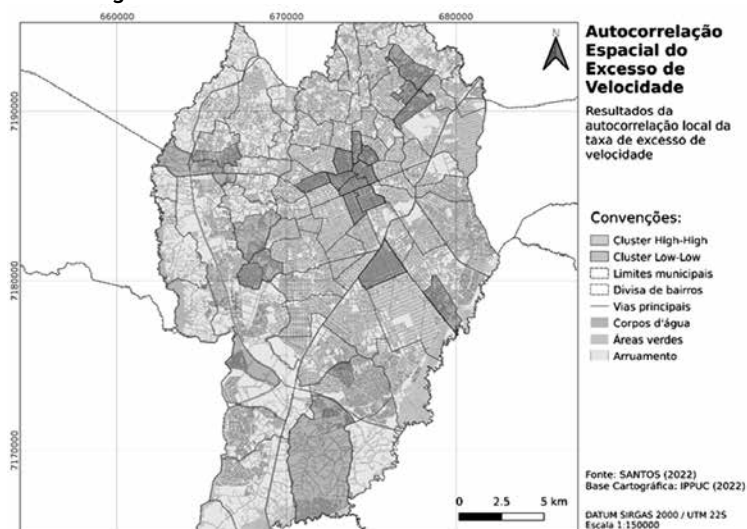 660000 670000 680000
7190000
7180000
7170000
N
Autocorrelação
Espacial do
Excesso de
Velocidade
Resultados da
autocorrelação local da
taxa de excesso de
velocidade
Convenções:
Cluster High-High
Cluster Low-Low
Limites municipais
Divisa de bairros
Vias principais
Corpos d'água
Áreas verdes
Arruamento
0 2.5 5 km
Fonte: SANTOS (2022)
Base Cartográfica: IPPUC (2022)
DATUM SIRGAS 2000 / UTM 22S
Escala 1:150000